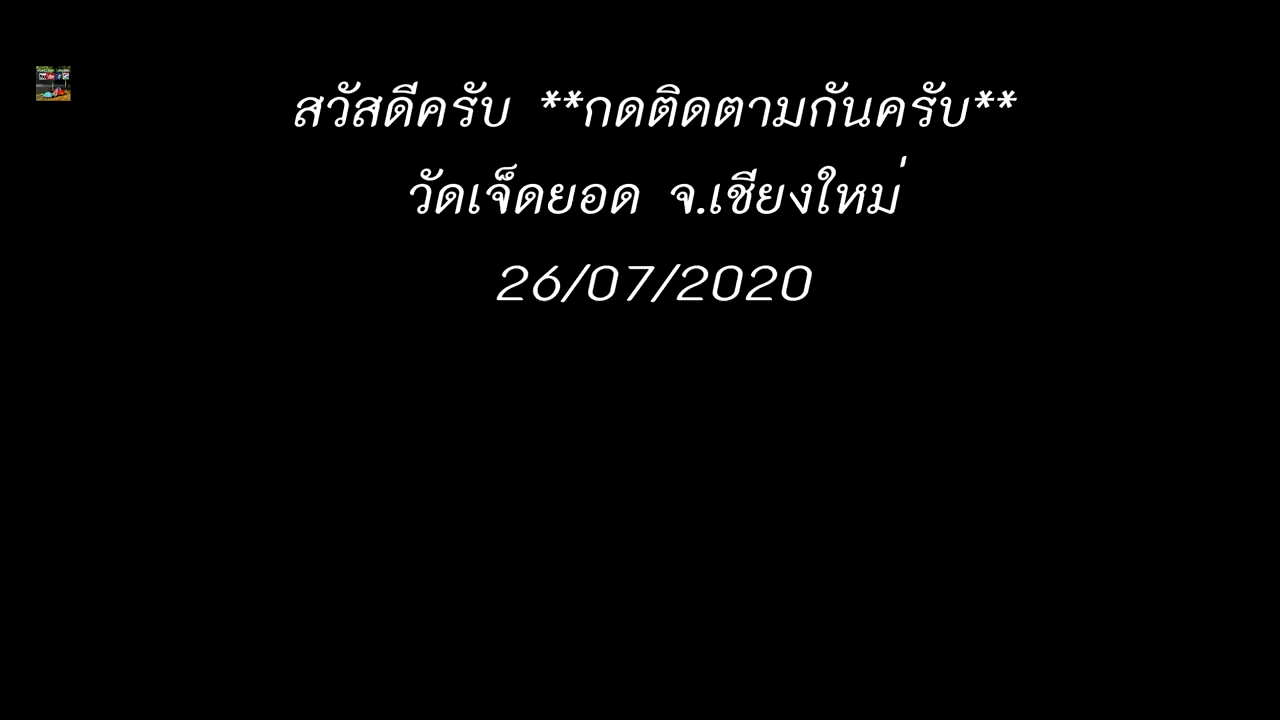 สวัสดีครับ **กดติดตามกันครับ**
วัดเจ็ดยอด จ.เชียงใหม่
26/07/2020